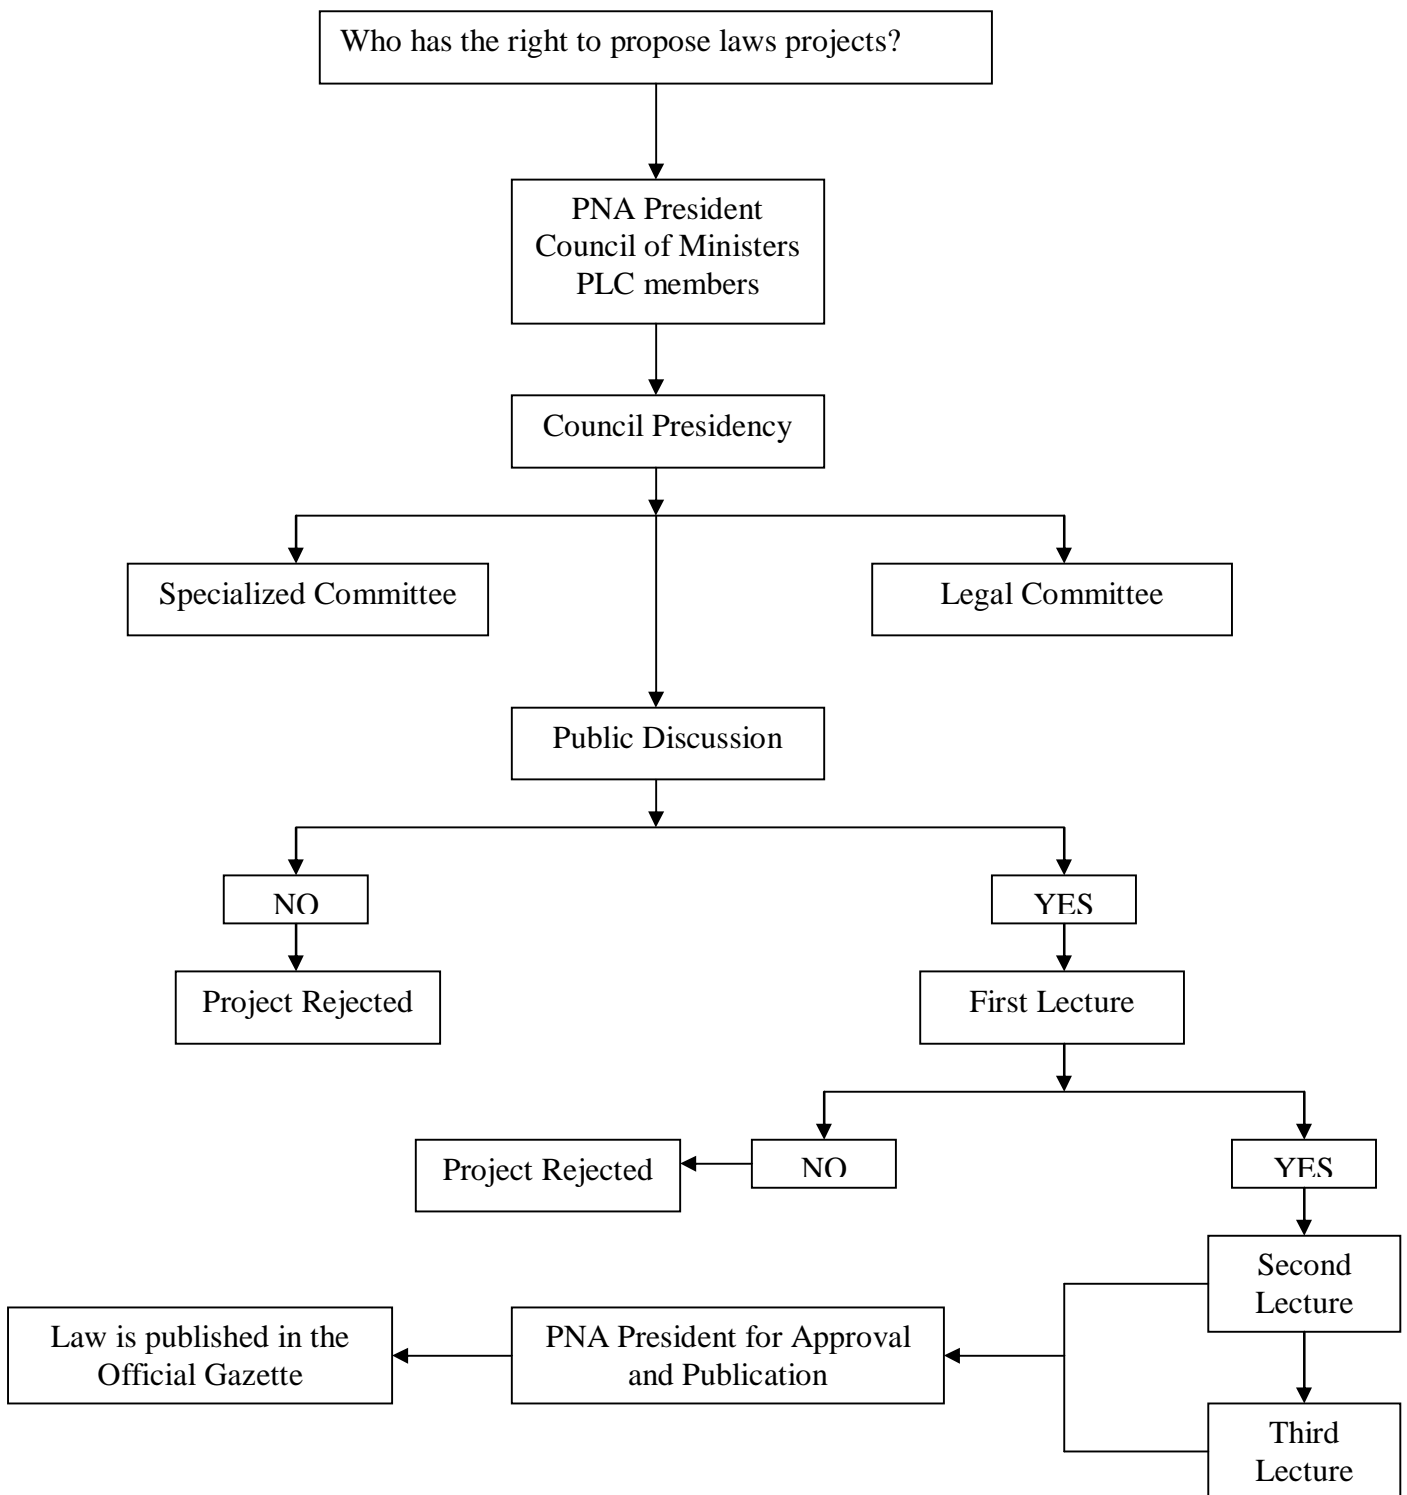 Who has the right to propose laws projects?
PNA President
Council of Ministers
PLC members
Council Presidency
Specialized Committee
Legal Committee
Public Discussion
NO
YES
Project Rejected
First Lecture
Project Rejected
NO
YES
Second
Lecture
Law is published in the
Official Gazette
PNA President for Approval
and Publication
Third
Lecture